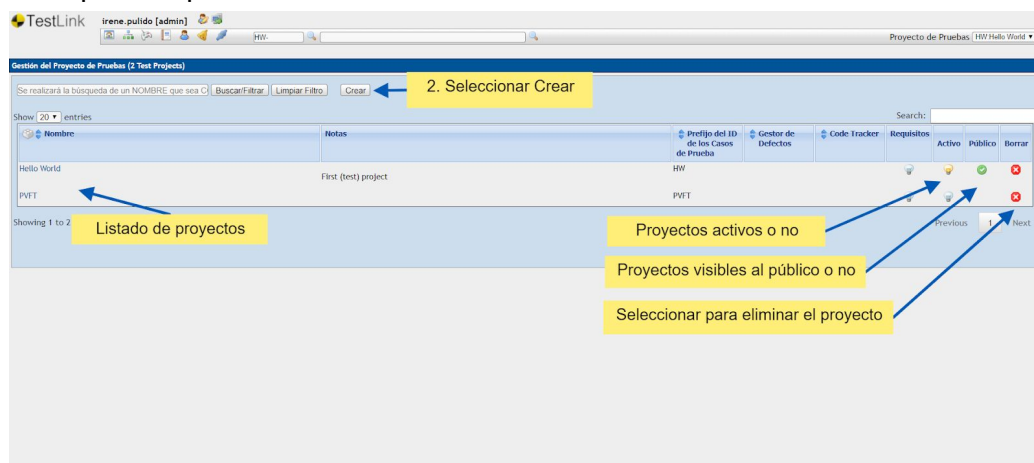 TestLink irene.pulido [admin]
HW-
Proyecto de Pruebas HW:Hello World
Gestión del Proyecto de Pruebas (2 Test Projects)
Se realizará la búsqueda de un NOMBRE que sea C Buscar/Filtrar Limpiar Filtro Crear
2. Seleccionar Crear
Show 20 entries
Search:
Nombre Notas Prefijo del ID de los Casos de Prueba Gestor de Defectos Code Tracker Requisitos Activo Público Borrar
Hello World First (test) project HW
PVFT PVFT
Showing 1 to 2
Previous 1 Next
Listado de proyectos
Proyectos activos o no
Proyectos visibles al público o no
Seleccionar para eliminar el proyecto